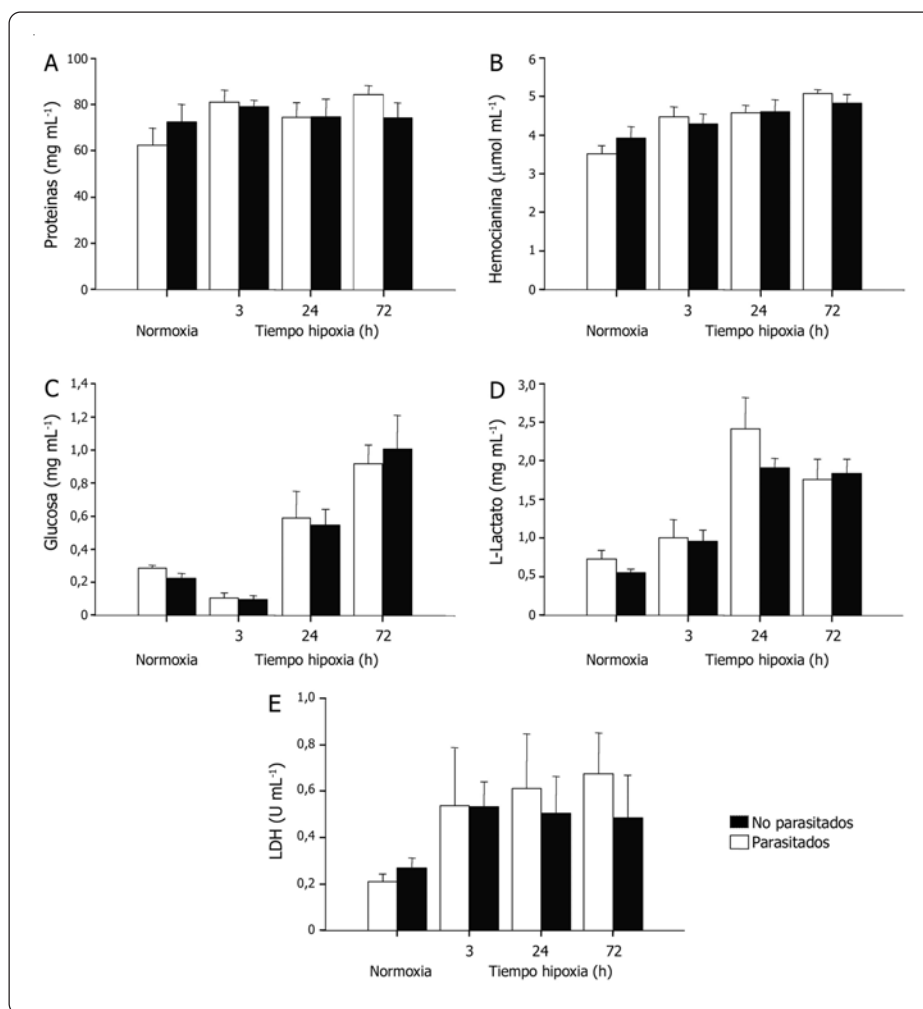 A
Proteinas (mg mL⁻¹)
100
80
60
40
20
0
3 24 72
Normoxia Tiempo hipoxia (h)
B
Hemocianina (µmol mL⁻¹)
6
5
4
3
2
1
0
3 24 72
Normoxia Tiempo hipoxia (h)
C
Glucosa (mg mL⁻¹)
1,4
1,2
1,0
0,8
0,6
0,4
0,2
0
3 24 72
Normoxia Tiempo hipoxia (h)
D
L-Lactato (mg mL⁻¹)
3,0
2,5
2,0
1,5
1,0
0,5
0
3 24 72
Normoxia Tiempo hipoxia (h)
E
LDH (U mL⁻¹)
1,0
0,8
0,6
0,4
0,2
0
3 24 72
Normoxia Tiempo hipoxia (h)
No parasitados
Parasitados